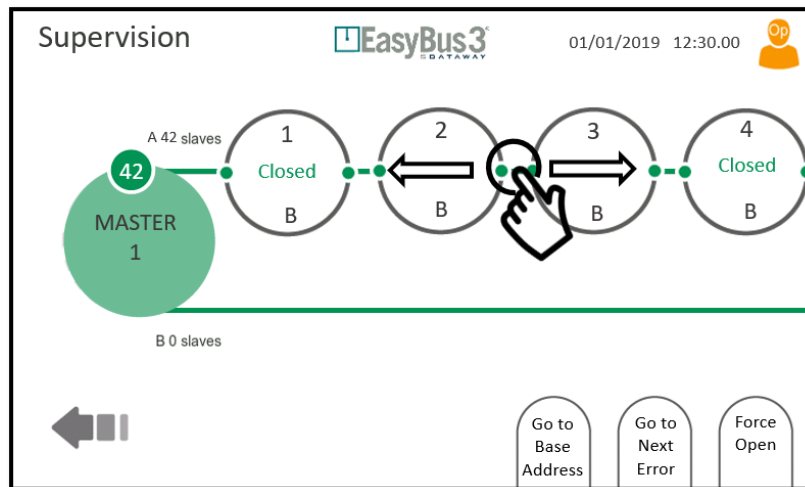 Supervision
EasyBus3
by DATAWAY
01/01/2019 12:30.00
Op
A 42 slaves
1
2
3
4
42
Closed
Closed
MASTER
1
B
B
B
B
B 0 slaves
Go to
Base
Address
Go to
Next
Error
Force
Open